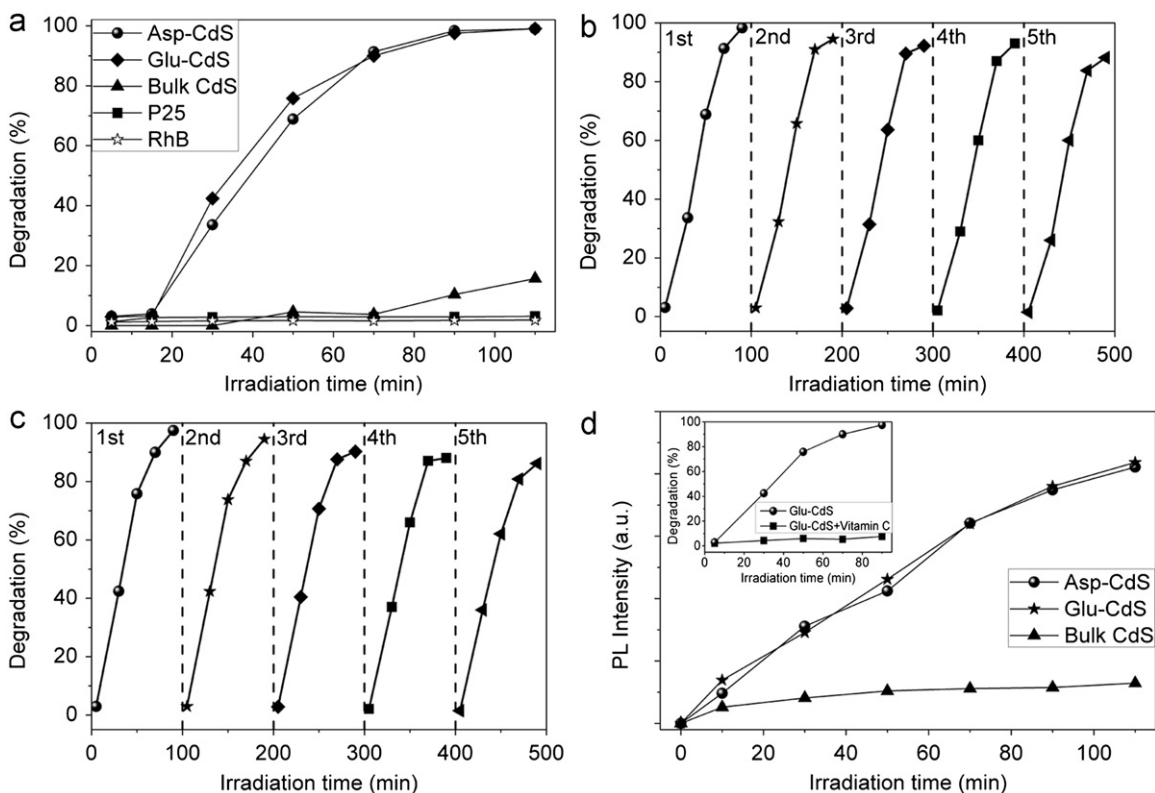 a
100
80
60
40
20
0
Degradation (%)
Asp-CdS
Glu-CdS
Bulk CdS
P25
RhB
20 40 60 80 100
Irradiation time (min)
b
100
80
60
40
20
0
Degradation (%)
1st 2nd 3rd 4th 5th
0 100 200 300 400 500
Irradiation time (min)
c
100
80
60
40
20
0
Degradation (%)
1st 2nd 3rd 4th 5th
0 100 200 300 400 500
Irradiation time (min)
d
PL Intensity (a.u.)
100
80
60
40
20
0
Degradation (%)
Glu-CdS
Glu-CdS+Vitamin C
0 20 40 60 80
Irradiation time (min)
Asp-CdS
Glu-CdS
Bulk CdS
0 20 40 60 80 100
Irradiation time (min)